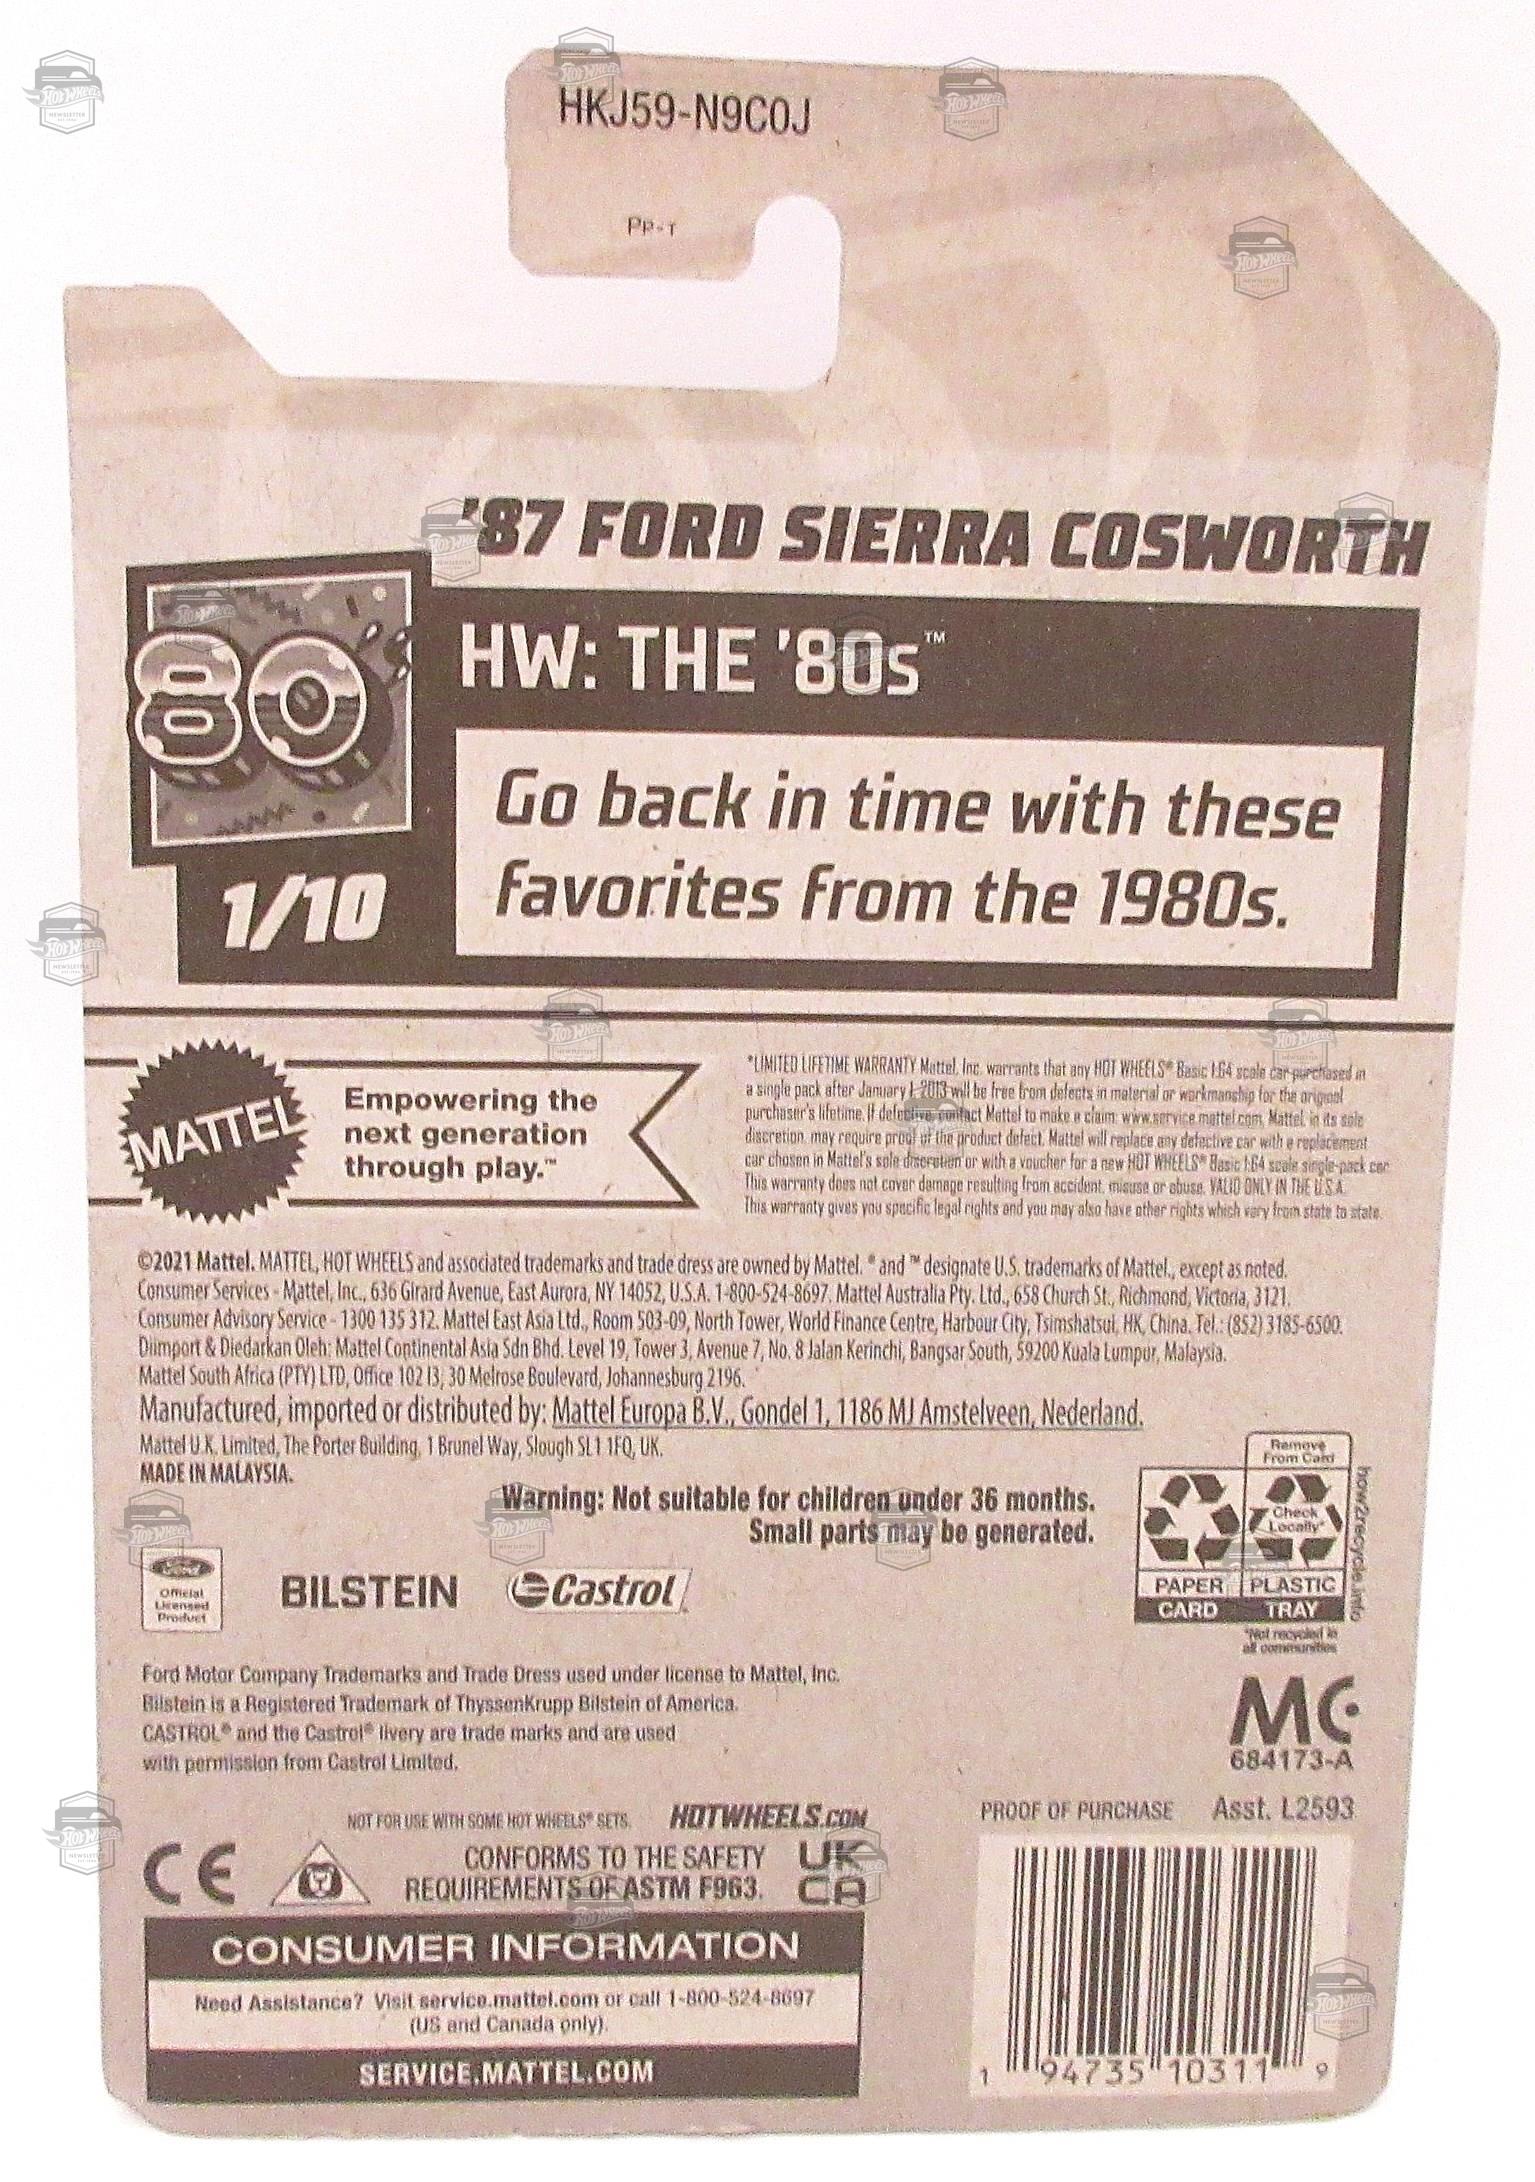 HKJ59-N9C0J
PP-T
'87 FORD SIERRA COSWORTH
80
HW: THE '80s™
Go back in time with these
favorites from the 1980s.
1/10
MATTEL
Empowering the
next generation
through play.™
*LIMITED LIFETIME WARRANTY Mattel, Inc. warrants that any HOT WHEELS® Basic 1:64 scale car purchased in
a single pack after January 1, 2013 will be free from defects in material or workmanship for the original
purchaser's lifetime. If defective, contact Mattel to make a claim: www.service.mattel.com. Mattel, in its sole
discretion, may require proof of the product defect. Mattel will replace any defective car with a replacement
car chosen in Mattel's sole discretion or with a voucher for a new HOT WHEELS® Basic 1:64 scale single-pack car.
This warranty does not cover damage resulting from accident, misuse or abuse. VALID ONLY IN THE U.S.A.
This warranty gives you specific legal rights and you may also have other rights which vary from state to state.
©2021 Mattel. MATTEL, HOT WHEELS and associated trademarks and trade dress are owned by Mattel. ® and ™ designate U.S. trademarks of Mattel., except as noted.
Consumer Services - Mattel, Inc., 636 Girard Avenue, East Aurora, NY 14052, U.S.A. 1-800-524-8697. Mattel Australia Pty. Ltd., 658 Church St., Richmond, Victoria, 3121.
Consumer Advisory Service - 1300 135 312. Mattel East Asia Ltd., Room 503-09, North Tower, World Finance Centre, Harbour City, Tsimshatsui, HK, China. Tel.: (852) 3185-6500.
Diimport & Diedarkan Oleh: Mattel Continental Asia Sdn Bhd. Level 19, Tower 3, Avenue 7, No. 8 Jalan Kerinchi, Bangsar South, 59200 Kuala Lumpur, Malaysia.
Mattel South Africa (PTY) LTD, Office 102 I3, 30 Melrose Boulevard, Johannesburg 2196.
Manufactured, imported or distributed by: Mattel Europa B.V., Gondel 1, 1186 MJ Amstelveen, Nederland.
Mattel U.K. Limited, The Porter Building, 1 Brunel Way, Slough SL1 1FQ, UK.
MADE IN MALAYSIA.
Warning: Not suitable for children under 36 months.
Small parts may be generated.
Remove
From Card
Check
Locally*
PAPER
PLASTIC
CARD
TRAY
how2recycle.info
*Not recycled in
all communities
Ford
Official
Licensed
Product
BILSTEIN
Castrol
Ford Motor Company Trademarks and Trade Dress used under license to Mattel, Inc.
Bilstein is a Registered Trademark of ThyssenKrupp Bilstein of America.
CASTROL® and the Castrol® livery are trade marks and are used
with permission from Castrol Limited.
MC
684173-A
NOT FOR USE WITH SOME HOT WHEELS® SETS.
HOTWHEELS.COM
PROOF OF PURCHASE
Asst. L2593
CE
CONFORMS TO THE SAFETY
REQUIREMENTS OF ASTM F963.
UK
CA
CONSUMER INFORMATION
Need Assistance? Visit service.mattel.com or call 1-800-524-8697
(US and Canada only).
SERVICE.MATTEL.COM
1 94735 10311 9